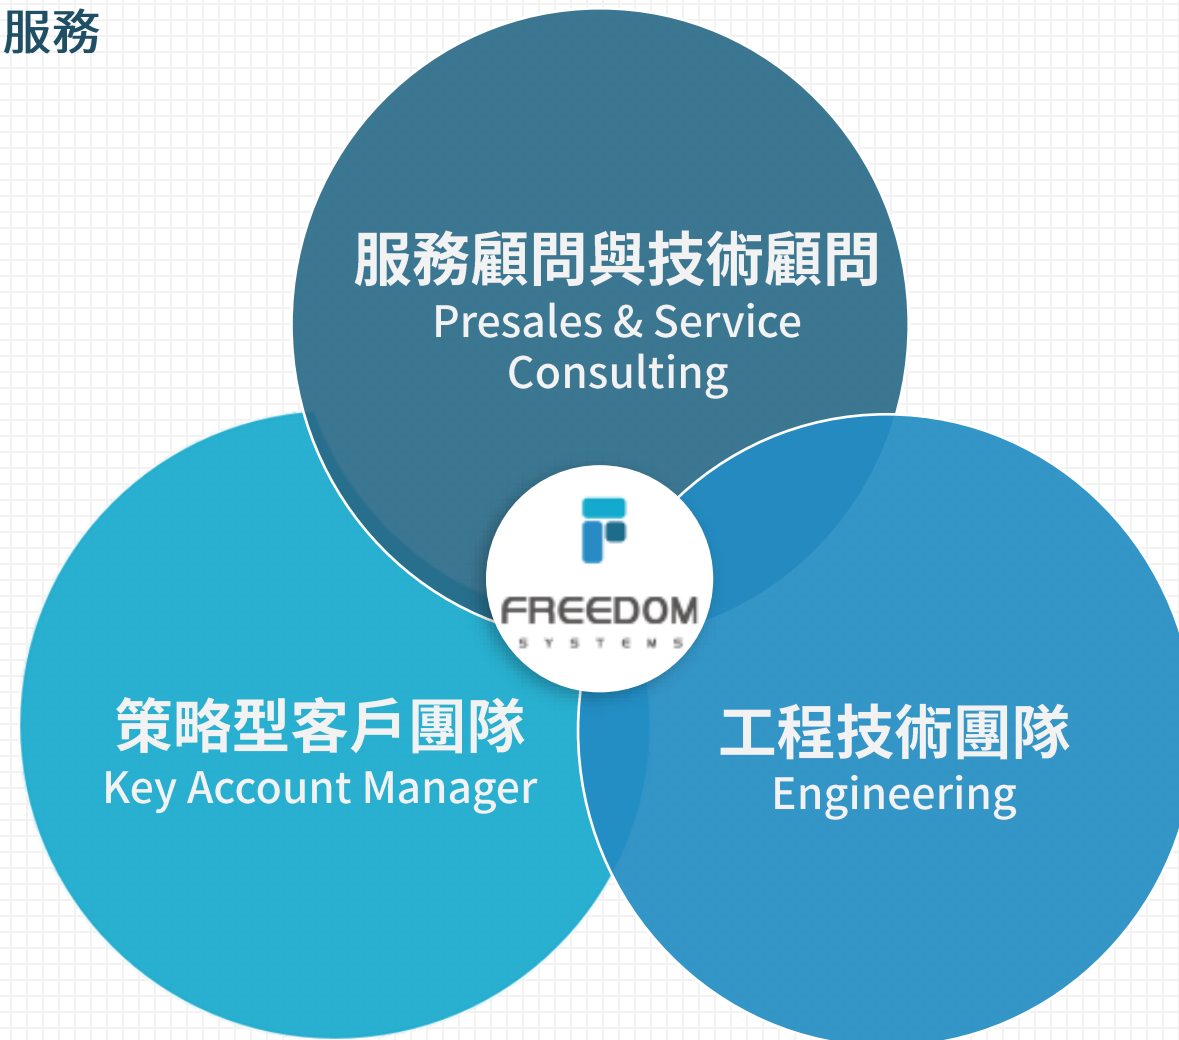 服務
服務顧問與技術顧問
Presales & Service
Consulting
FREEDOM
SYSTEMS
策略型客戶團隊
Key Account Manager
工程技術團隊
Engineering